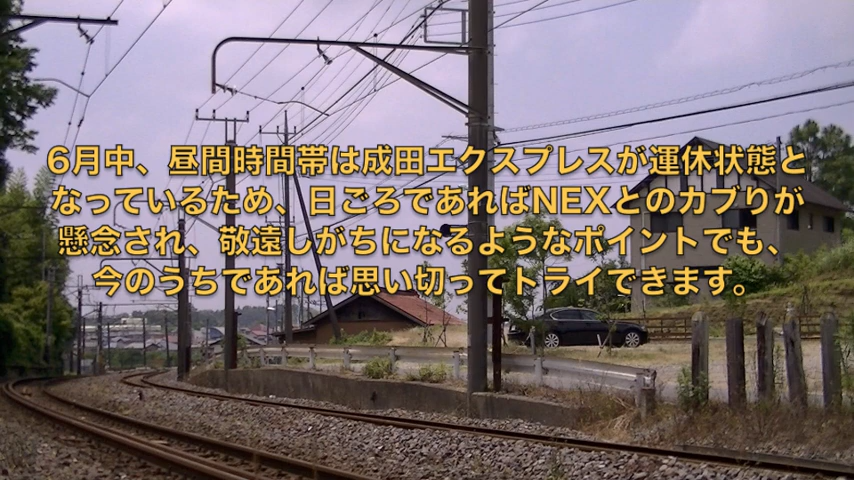 6月中、昼間時間帯は成田エクスプレスが運休状態と
なっているため、日ごろであればNEXとのカブりが
懸念され、敬遠しがちになるようなポイントでも、
今のうちであれば思い切ってトライできます。